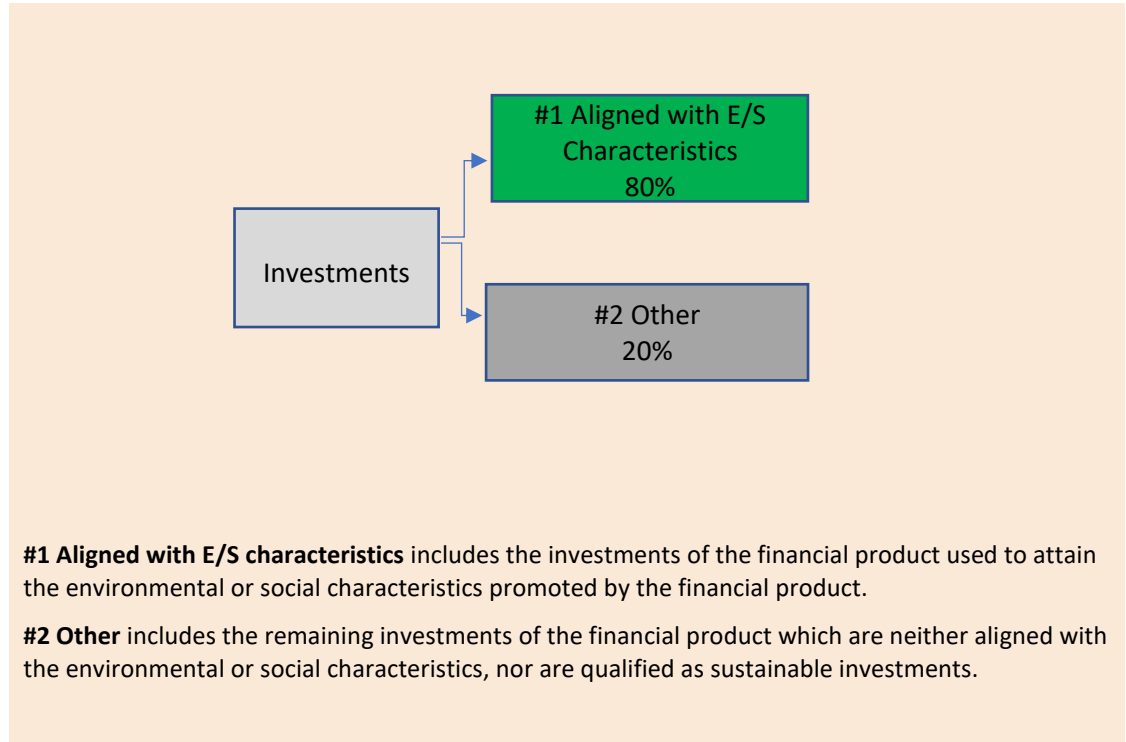 #1 Aligned with E/S
Characteristics
80%
Investments
#2 Other
20%
#1 Aligned with E/S characteristics includes the investments of the financial product used to attain
the environmental or social characteristics promoted by the financial product.
#2 Other includes the remaining investments of the financial product which are neither aligned with
the environmental or social characteristics, nor are qualified as sustainable investments.